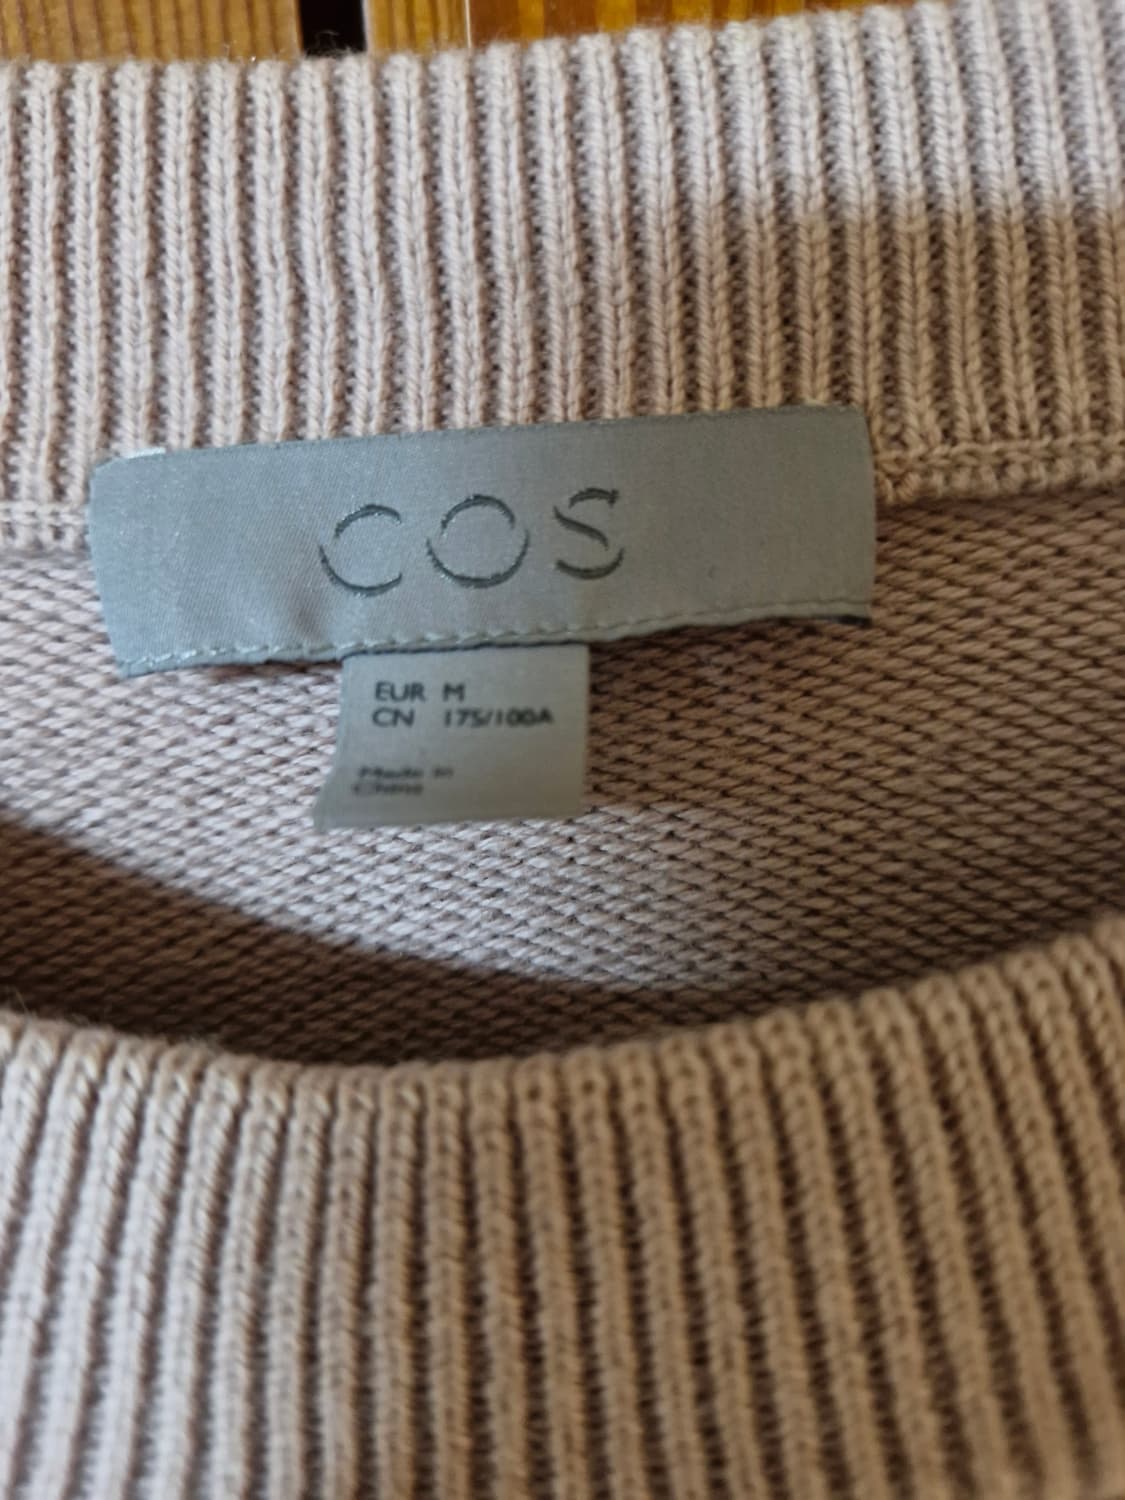 COS
EUR M
CN 175/100A
Made in
China